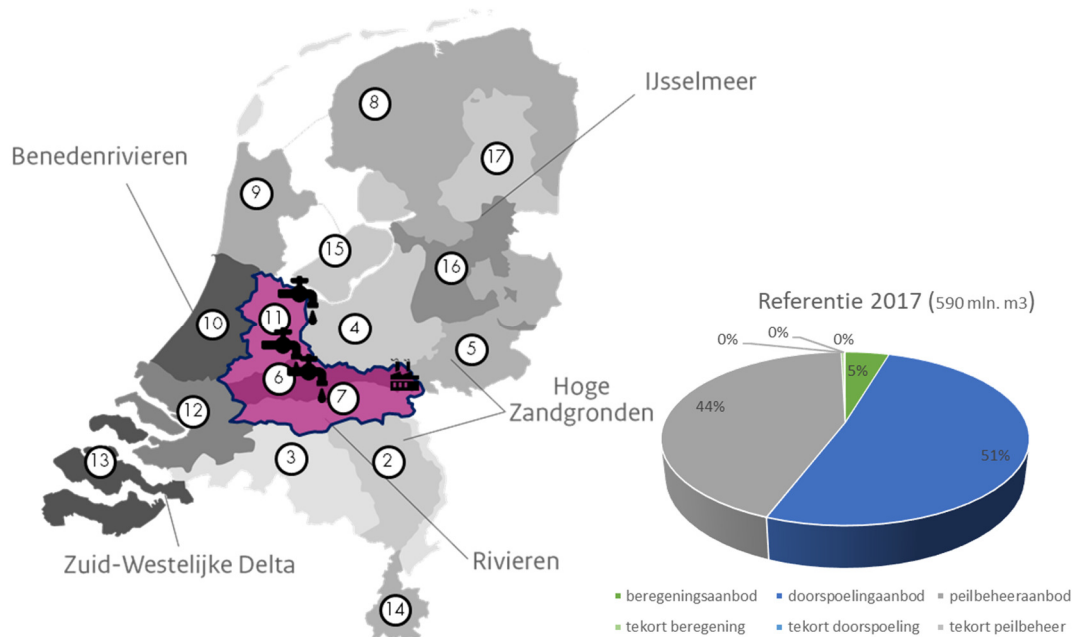 IJsselmeer
8
Benedenrivieren
17
9
15
16
Referentie 2017 (590 mln. m3)
11
10
4
5
0%
0%
0%
5%
6
7
Hoge
Zandgronden
44%
12
51%
13
3
2
Zuid-Westelijke Delta
Rivieren
14
beregeningsaanbod
doorspoelingaanbod
peilbeheeraanbod
tekort beregening
tekort doorspoeling
tekort peilbeheer